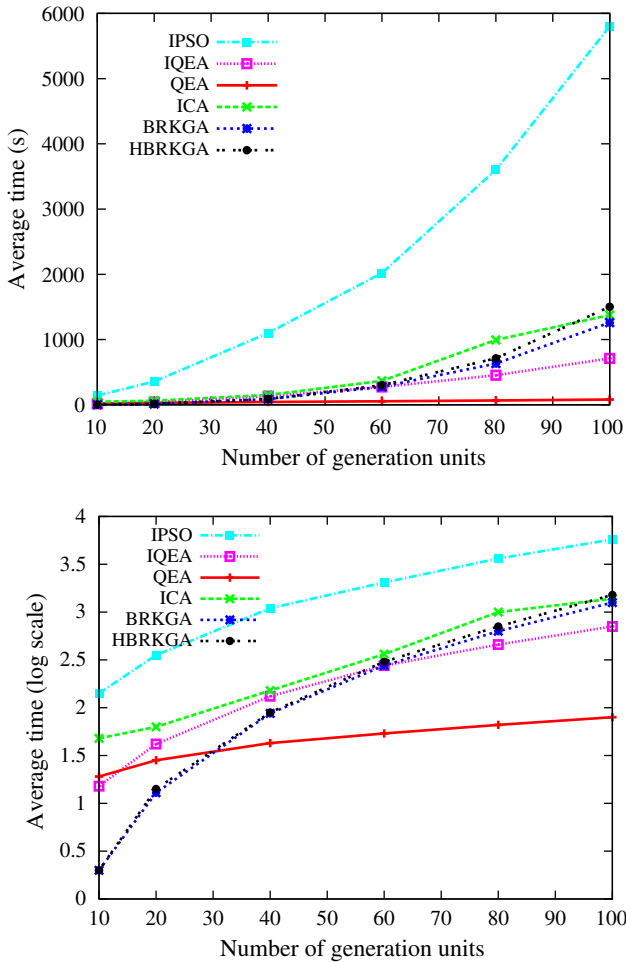 6000
5000
4000
3000
2000
1000
0
Average time (s)
IPSO
IQEA
QEA
ICA
BRKGA
HBRKGA
10 20 30 40 50 60 70 80 90 100
Number of generation units
4
3.5
3
2.5
2
1.5
1
0.5
0
Average time (log scale)
IPSO
IQEA
QEA
ICA
BRKGA
HBRKGA
10 20 30 40 50 60 70 80 90 100
Number of generation units